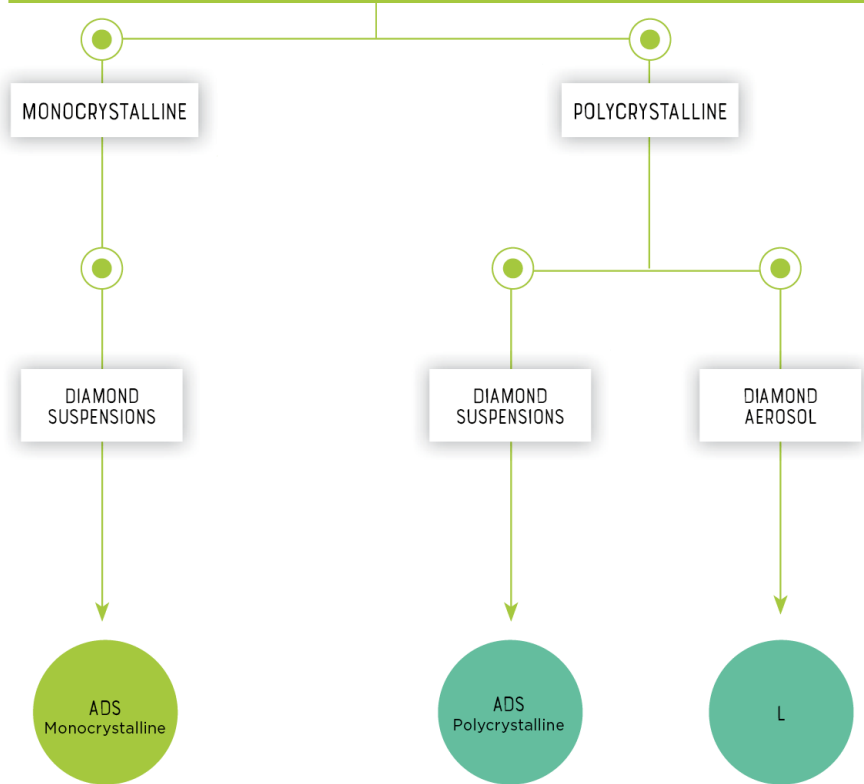 MONOCRYSTALLINE
POLYCRYSTALLINE
DIAMOND
SUSPENSIONS
DIAMOND
SUSPENSIONS
DIAMOND
AEROSOL
ADS
Monocrystalline
ADS
Polycrystalline
L